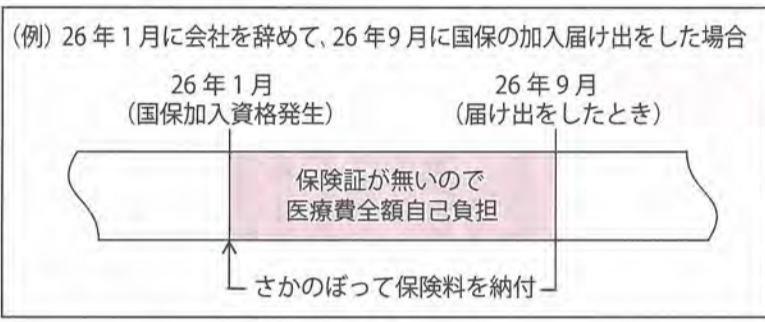 (例) 26年1月に会社を辞めて、26年9月に国保の加入届け出をした場合
26年1月
(国保加入資格発生)
26年9月
(届け出をしたとき)
保険証が無いので
医療費全額自己負担
さかのぼって保険料を納付